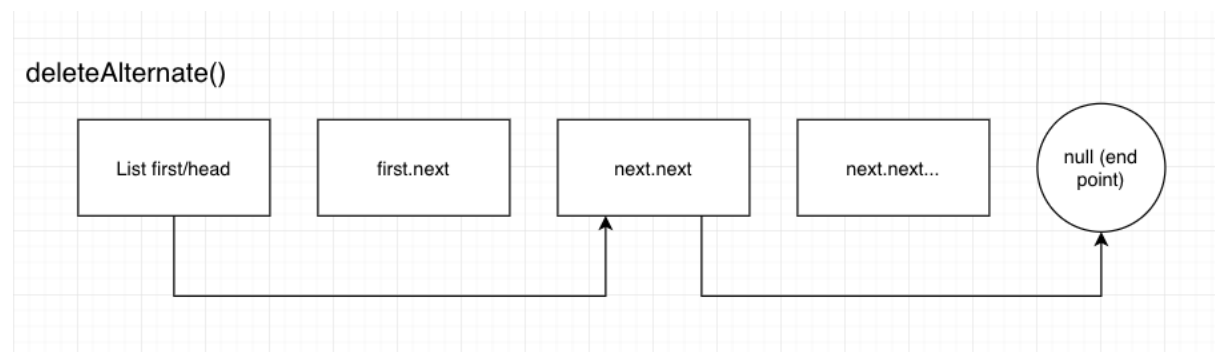 deleteAlternate()
List first/head
first.next
next.next
next.next...
null (end
point)